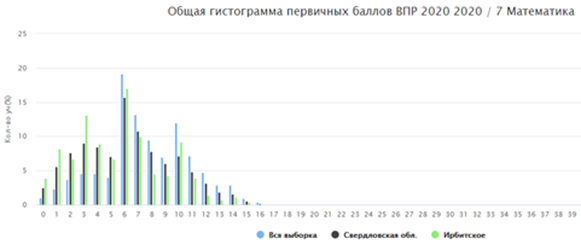 Общая гистограмма первичных баллов ВПР 2020 2020 / 7 Математика
Кол-во уч(%)
25
20
15
10
5
0
0 1 2 3 4 5 6 7 8 9 10 11 12 13 14 15 16 17 18 19 20 21 22 23 24 25 26 27 28 29 30 31 32 33 34 35 36 37 38 39
Вся выборка Свердловская обл. Ирбитское